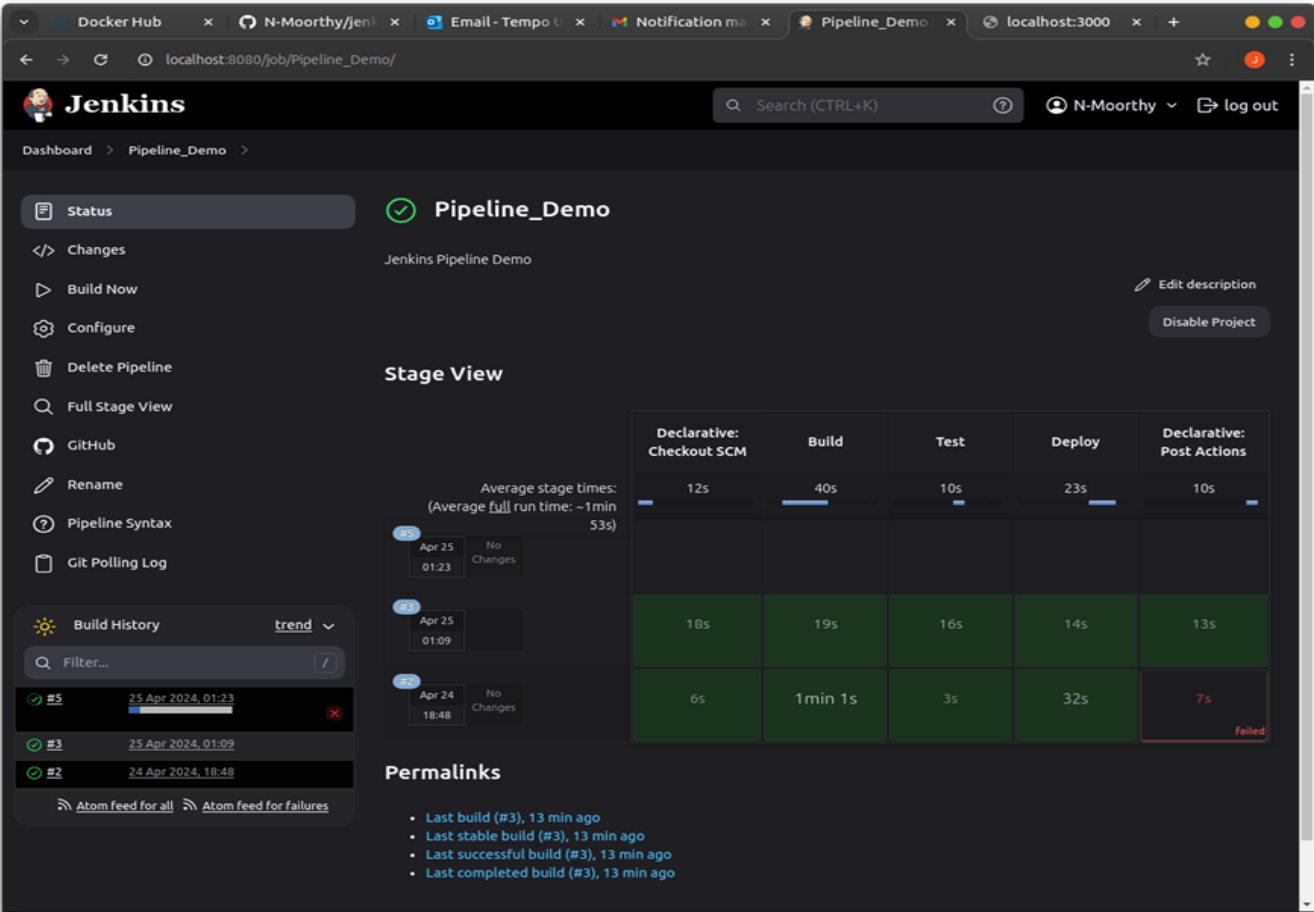 Docker Hub
N-Moorthy/jen
Email - Tempo U
Notification ma
Pipeline_Demo
localhost:3000
localhost:8080/job/Pipeline_Demo/
J
Jenkins
Search (CTRL+K)
N-Moorthy
log out
Dashboard > Pipeline_Demo >
Status
Changes
Build Now
Configure
Delete Pipeline
Full Stage View
GitHub
Rename
Pipeline Syntax
Git Polling Log
Build History
trend
Filter...
/
#5 25 Apr 2024, 01:23
#3 25 Apr 2024, 01:09
#2 24 Apr 2024, 18:48
Atom feed for all Atom feed for failures
Pipeline_Demo
Jenkins Pipeline Demo
Edit description
Disable Project
Stage View
Declarative:
Checkout SCM
Build
Test
Deploy
Declarative:
Post Actions
Average stage times:
(Average full run time: ~1min
53s)
12s 40s 10s 23s 10s
#5
Apr 25
01:23
No
Changes
#3
Apr 25
01:09
18s 19s 16s 14s 13s
#2
Apr 24
18:48
No
Changes
6s 1min 1s 3s 32s 7s
failed
Permalinks
Last build (#3), 13 min ago
Last stable build (#3), 13 min ago
Last successful build (#3), 13 min ago
Last completed build (#3), 13 min ago